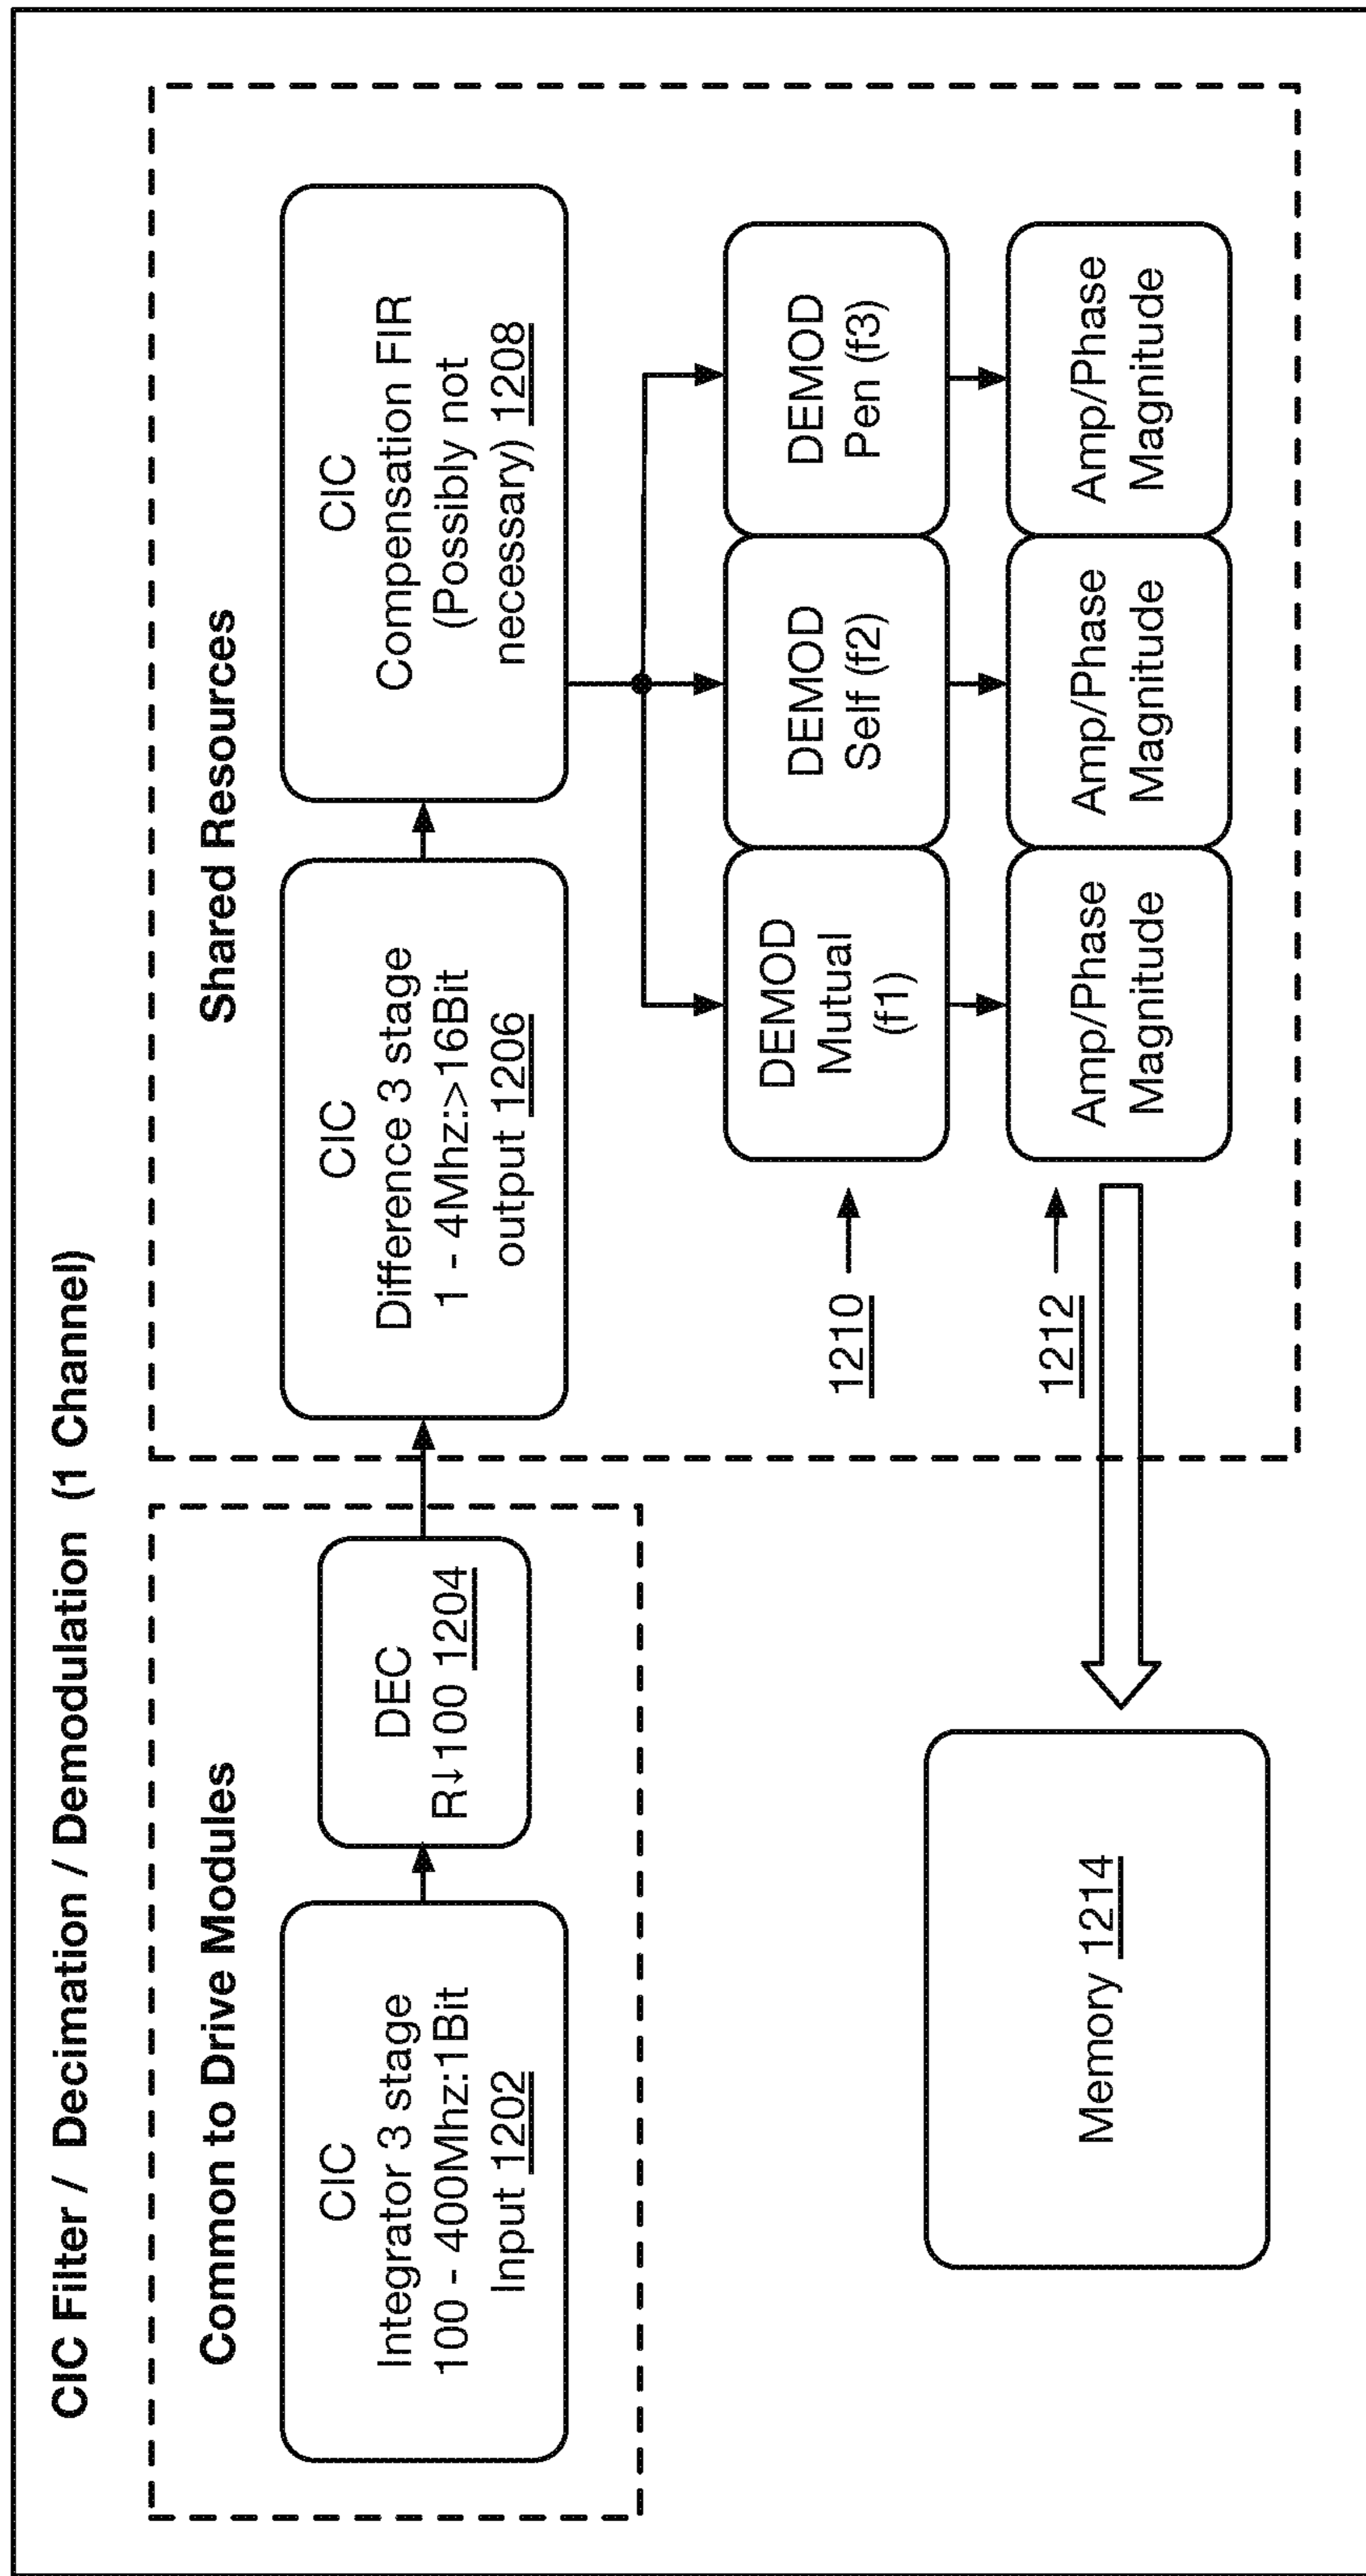 CIC Filter / Decimation / Demodulation (1 Channel)
Common to Drive Modules
CIC
Integrator 3 stage
100 - 400Mhz:1Bit
Input 1202
DEC
R↓100 1204
Shared Resources
CIC
Difference 3 stage
1 - 4Mhz:>16Bit
output 1206
CIC
Compensation FIR
(Possibly not
necessary) 1208
1210
DEMOD
Mutual
(f1)
DEMOD
Self (f2)
DEMOD
Pen (f3)
1212
Amp/Phase
Magnitude
Amp/Phase
Magnitude
Amp/Phase
Magnitude
Memory 1214